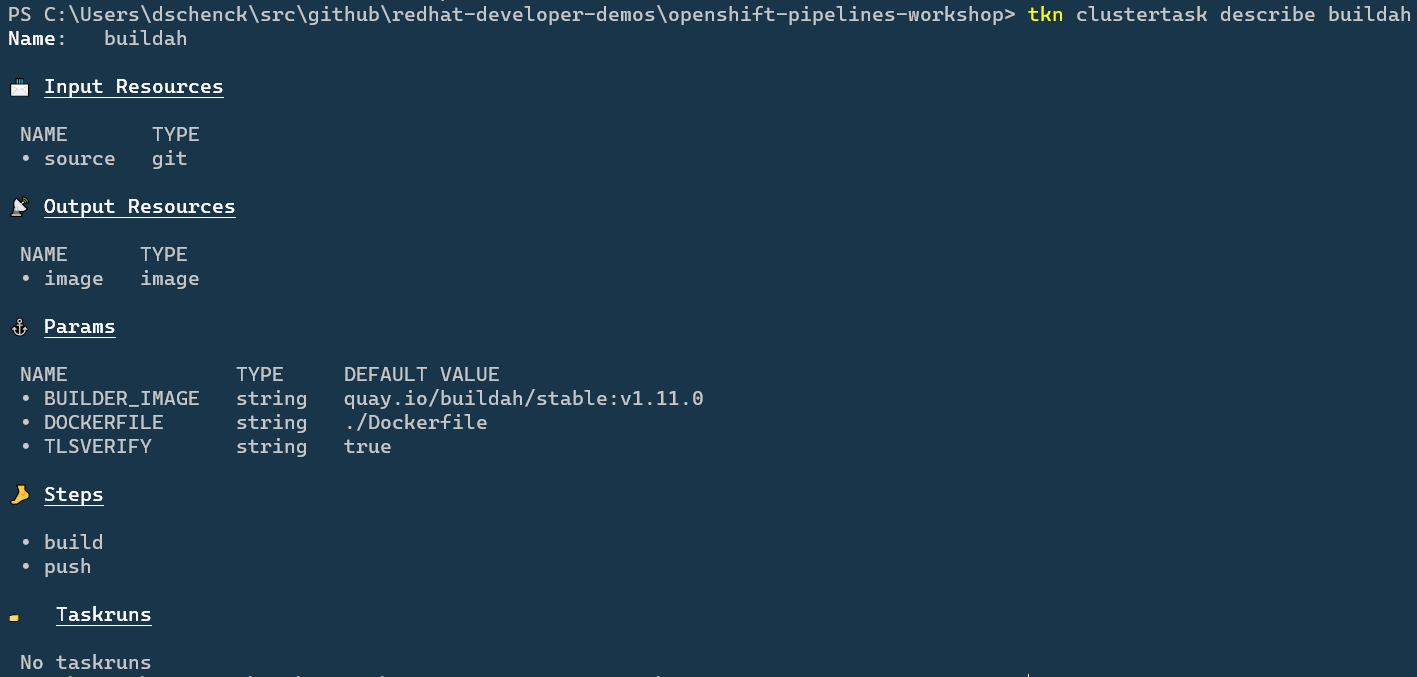 PS C:\Users\dschenck\src\github\redhat-developer-demos\openshift-pipelines-workshop> tkn clustertask describe buildah
Name:   buildah
Input Resources
NAME       TYPE
• source   git
Output Resources
NAME      TYPE
• image   image
Params
NAME              TYPE     DEFAULT VALUE
• BUILDER_IMAGE   string   quay.io/buildah/stable:v1.11.0
• DOCKERFILE      string   ./Dockerfile
• TLSVERIFY       string   true
Steps
• build
• push
Taskruns
No taskruns